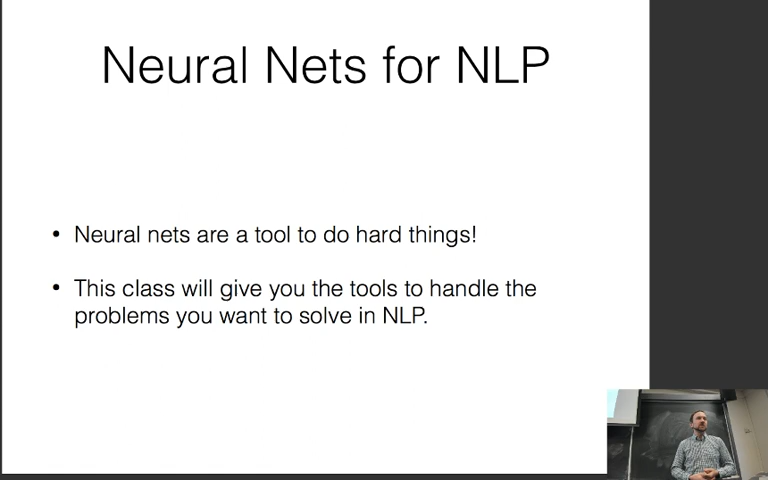 Neural Nets for NLP
• Neural nets are a tool to do hard things!
• This class will give you the tools to handle the
problems you want to solve in NLP.